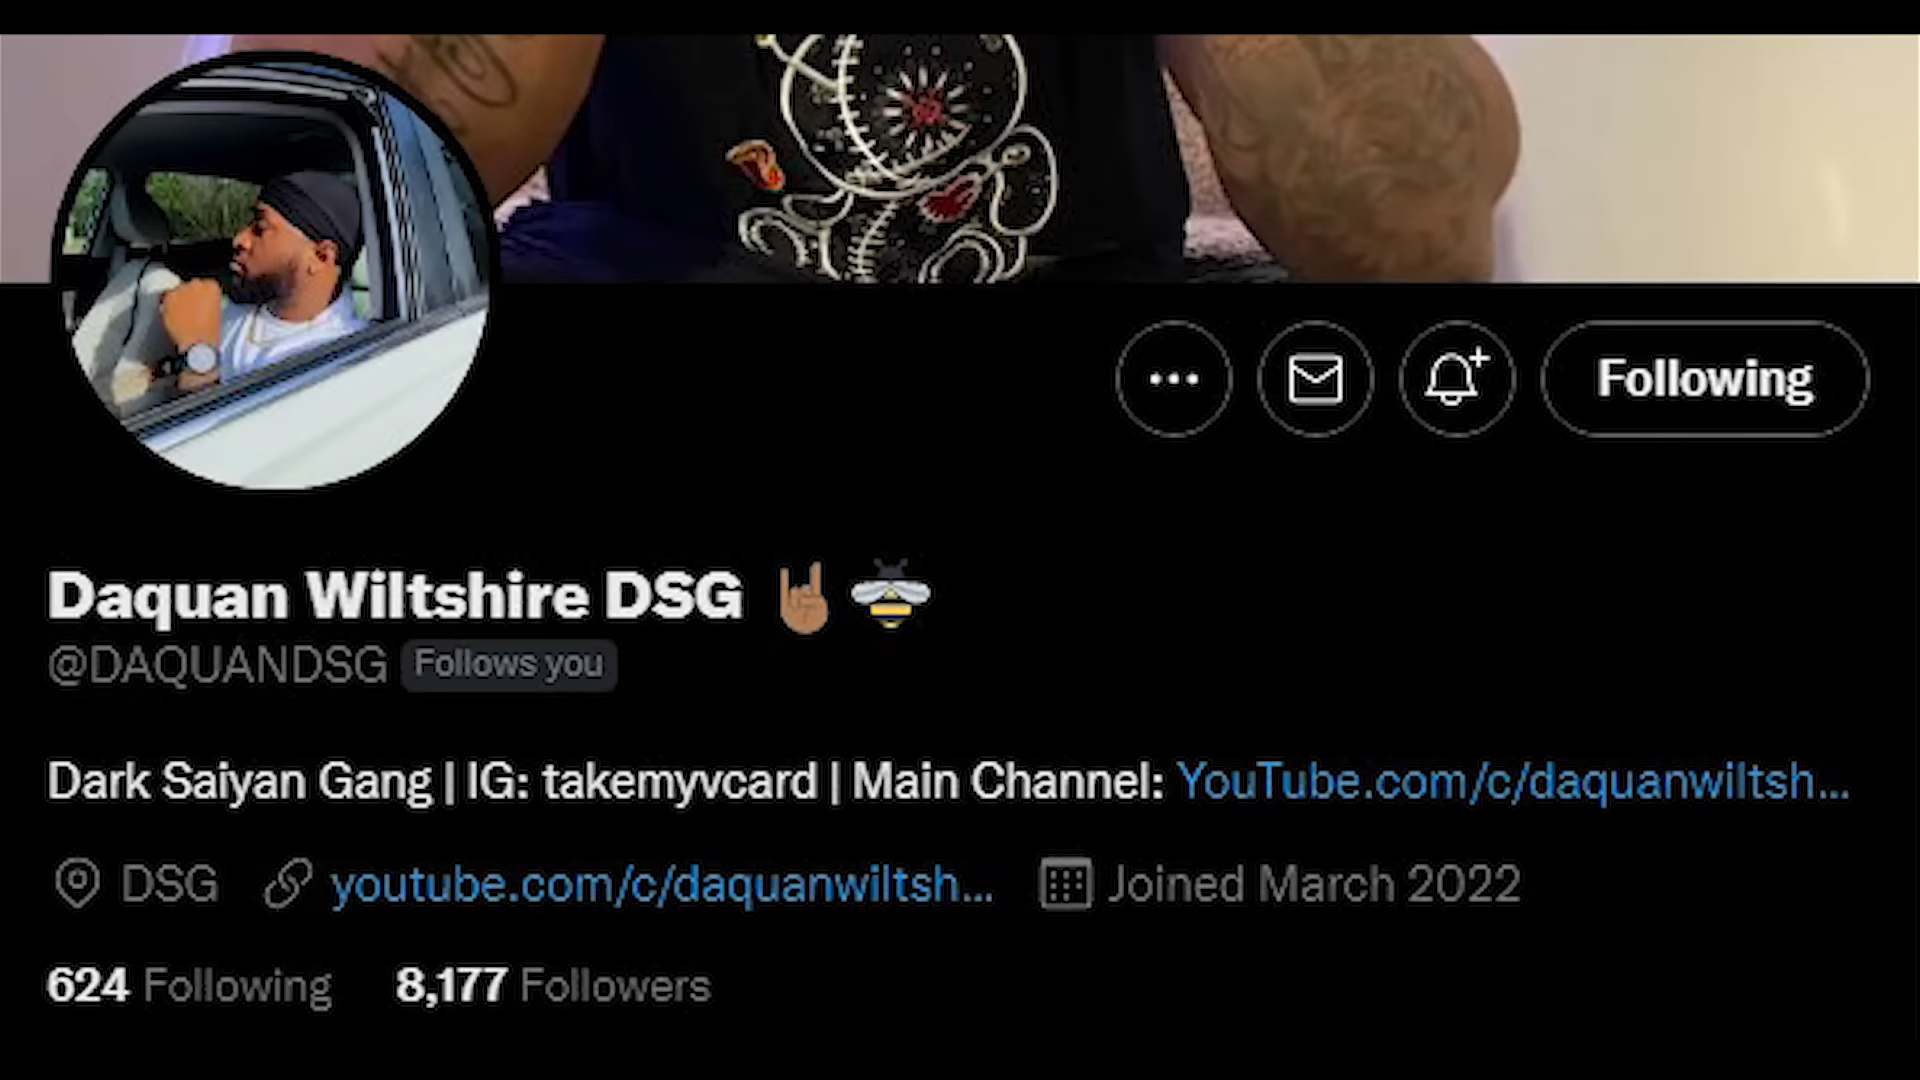 Following
Daquan Wiltshire DSG 🤘🏽 🐝
@DAQUANDSG Follows you
Dark Saiyan Gang | IG: takemyvcard | Main Channel: YouTube.com/c/daquanwiltsh...
DSG youtube.com/c/daquanwiltsh... Joined March 2022
624 Following 8,177 Followers